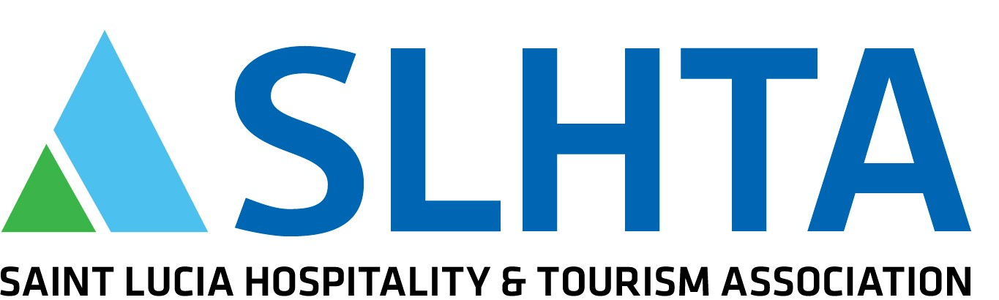 SLHTA
SAINT LUCIA HOSPITALITY & TOURISM ASSOCIATION